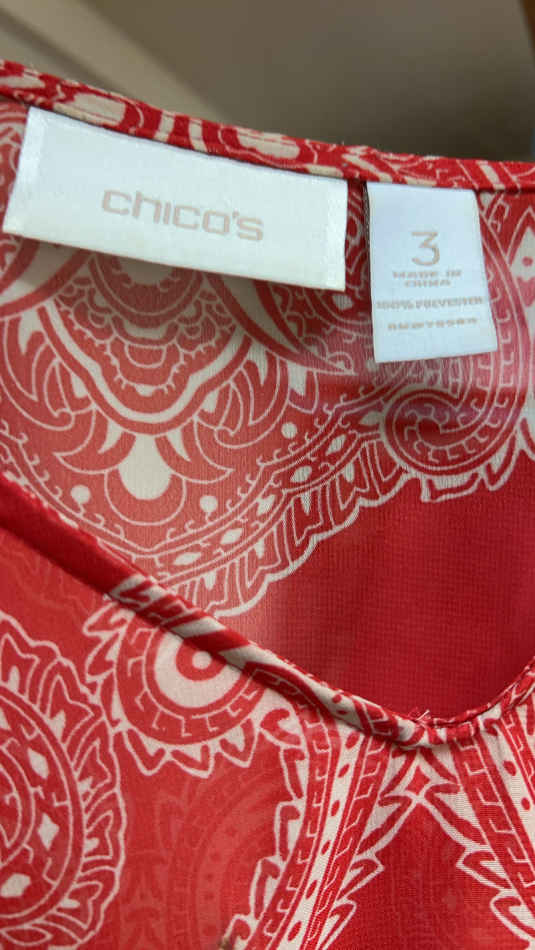 chico's
3
MADE IN
CHINA
100% POLYESTER